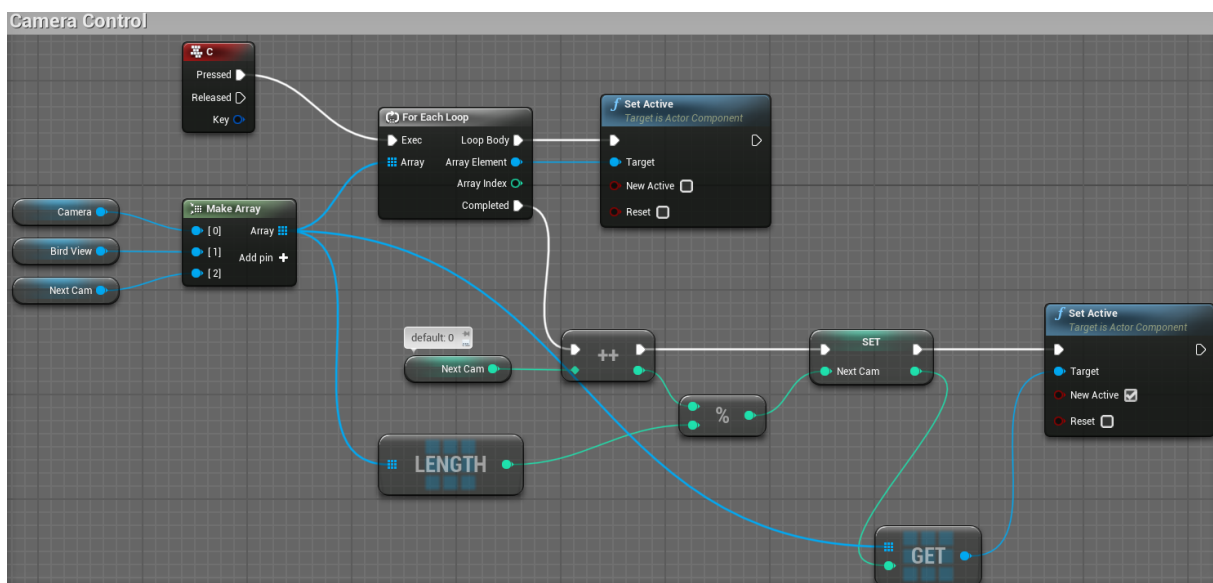 Camera Control
C
Pressed
Released
Key
For Each Loop
Exec Loop Body
Array Array Element
Array Index
Completed
Set Active
Target is Actor Component
Target
New Active
Reset
Camera
Bird View
Next Cam
Make Array
[0] Array
[1] Add pin +
[2]
default: 0
Next Cam
++
%
LENGTH
SET
Next Cam
GET
Set Active
Target is Actor Component
Target
New Active
Reset